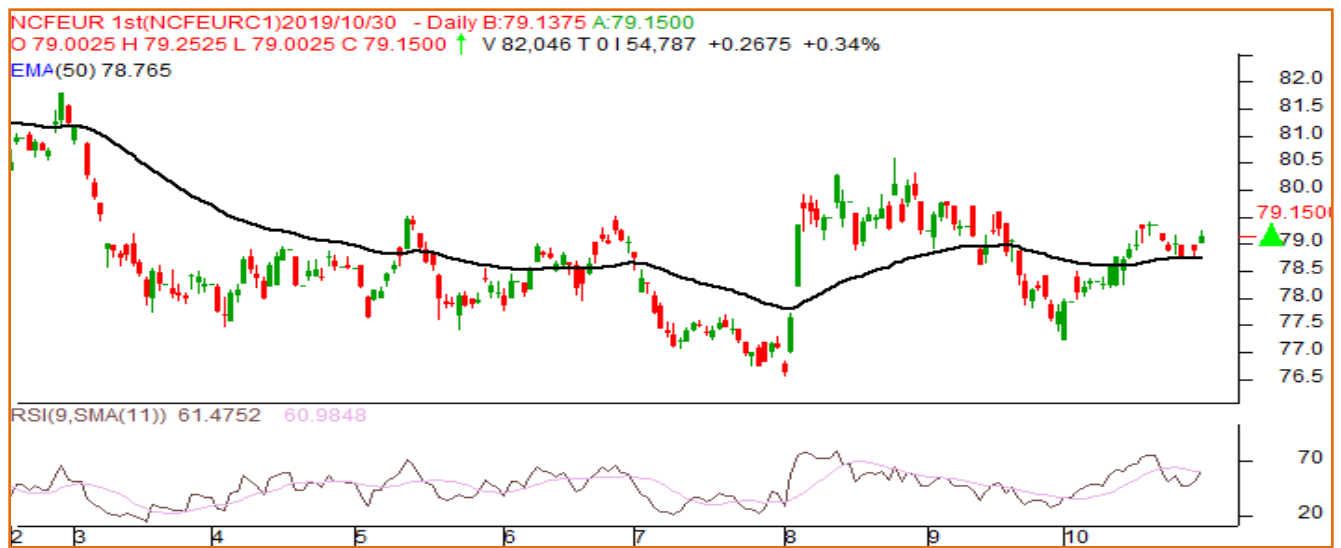 NCFEUR 1st(NCFEURC1)2019/10/30 - Daily B:79.1375 A:79.1500
O 79.0025 H 79.2525 L 79.0025 C 79.1500 ↑ V 82,046 T 0 I 54,787 +0.2675 +0.34%
EMA(50) 78.765
82.0
81.5
81.0
80.5
80.0
79.150
79.0
78.5
78.0
77.5
77.0
76.5
RSI(9,SMA(11)) 61.4752 60.9848
70
20
2 3 4 5 6 7 8 9 10